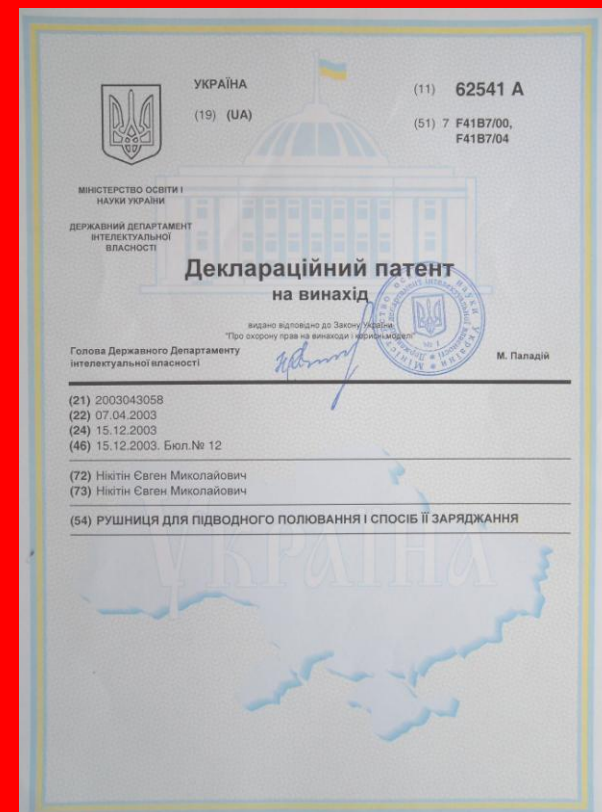 УКРАЇНА
(19) (UA)
(11) 62541 A
(51) 7 F41B7/00,
F41B7/04
МІНІСТЕРСТВО ОСВІТИ І
НАУКИ УКРАЇНИ
ДЕРЖАВНИЙ ДЕПАРТАМЕНТ
ІНТЕЛЕКТУАЛЬНОЇ
ВЛАСНОСТІ
Деклараційний патент
на винахід
видано відповідно до Закону України
"Про охорону прав на винаходи і корисні моделі"
Голова Державного Департаменту
інтелектуальної власності
М. Паладій
(21) 2003043058
(22) 07.04.2003
(24) 15.12.2003
(46) 15.12.2003. Бюл.№ 12
(72) Нікітін Євген Миколайович
(73) Нікітін Євген Миколайович
(54) РУШНИЦЯ ДЛЯ ПІДВОДНОГО ПОЛЮВАННЯ І СПОСІБ ЇЇ ЗАРЯДЖАННЯ
УКРАЇНА